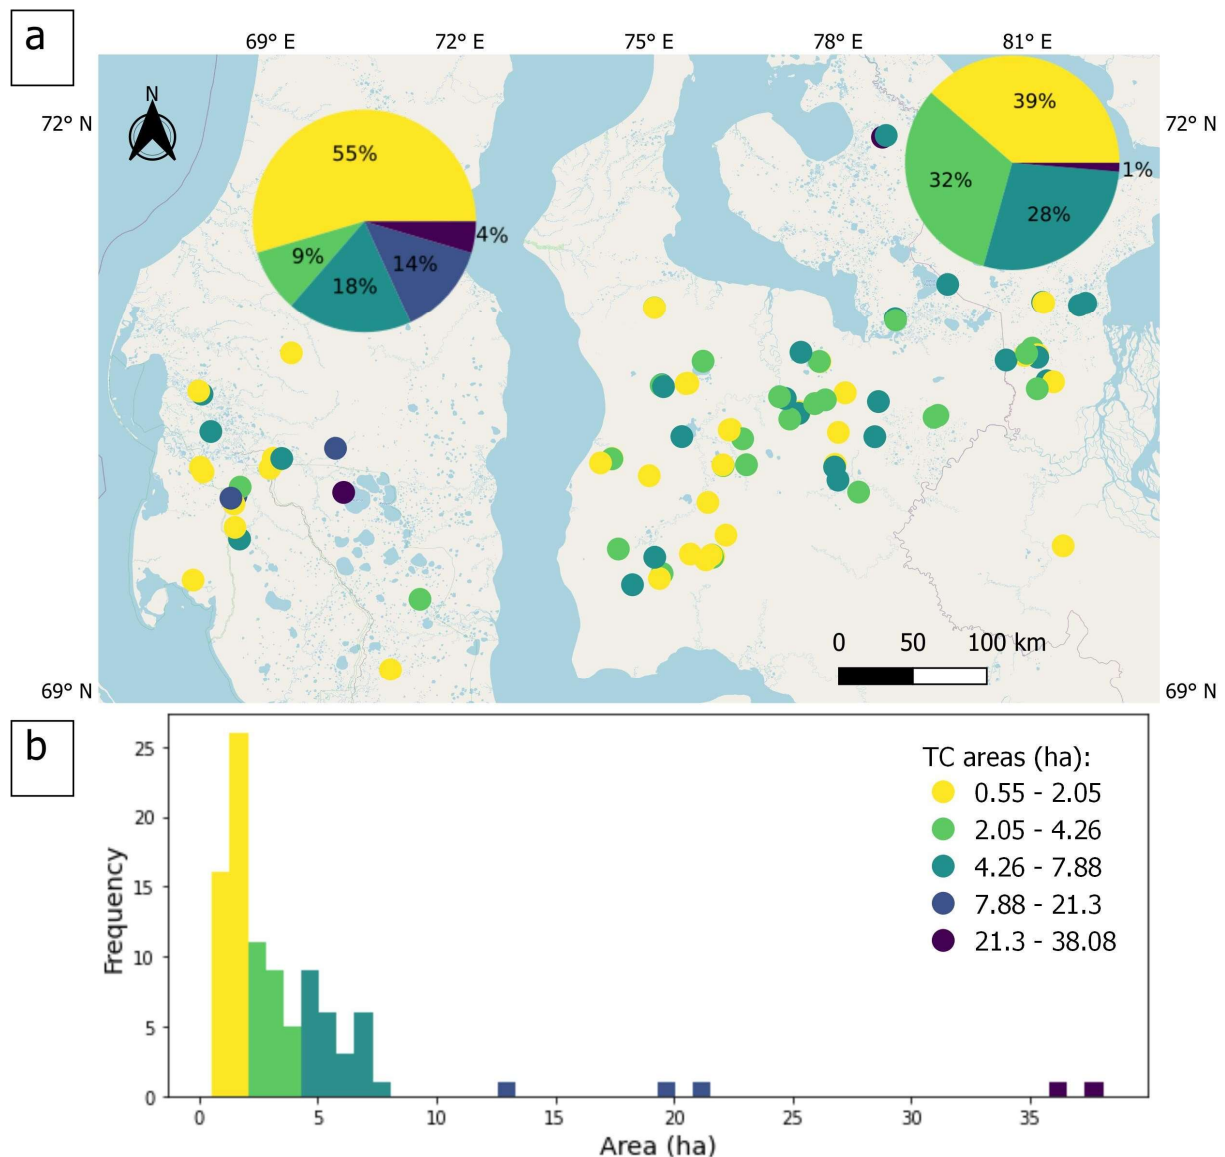 a
69° E 72° E 75° E 78° E 81° E
72° N
72° N
N
55%
9%
18%
14%
4%
39%
32%
28%
1%
0 50 100 km
69° N
69° N
b
25
20
15
10
5
0
Frequency
0 5 10 15 20 25 30 35
Area (ha)
TC areas (ha):
0.55 - 2.05
2.05 - 4.26
4.26 - 7.88
7.88 - 21.3
21.3 - 38.08